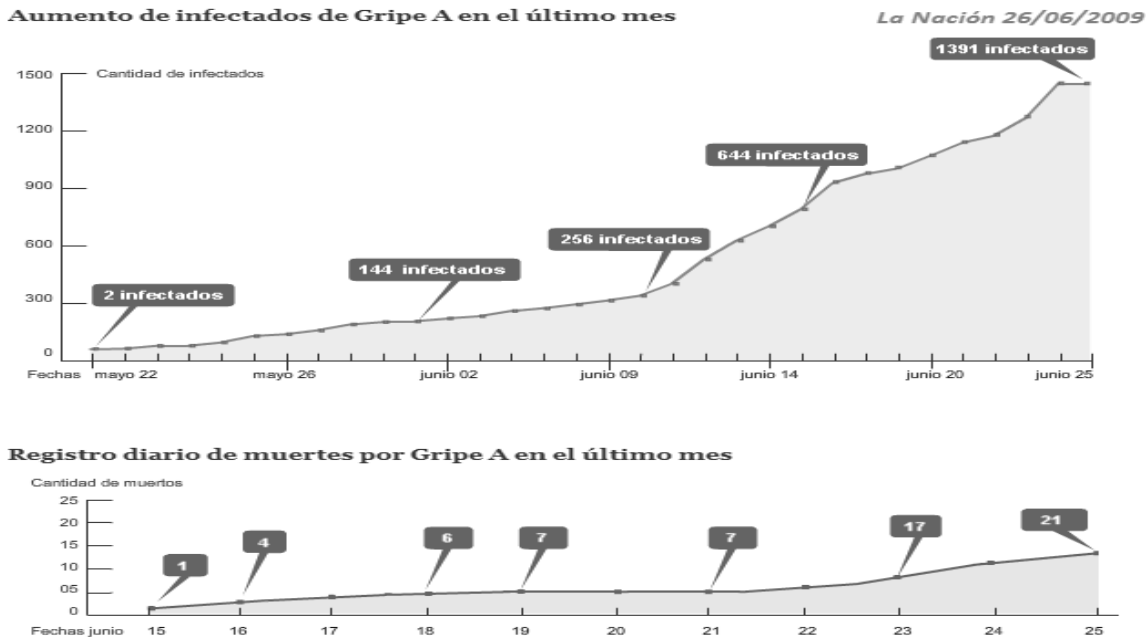 Aumento de infectados de Gripe A en el último mes
La Nación 26/06/2009
1391 infectados
1500
Cantidad de infectados
1200
644 infectados
900
256 infectados
600
144 infectados
2 infectados
300
0
Fechas mayo 22 mayo 26 junio 02 junio 09 junio 14 junio 20 junio 25
Registro diario de muertes por Gripe A en el último mes
Cantidad de muertos
25
20
15
10
05
0
1 4 6 7 7 17 21
Fechas junio 15 16 17 18 19 20 21 22 23 24 25